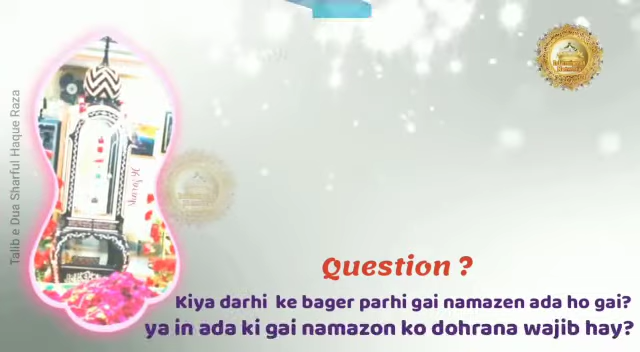 Talib e Dua Sharful Haque Raza
Question ?
Kiya darhi ke bager parhi gai namazen ada ho gai?
ya in ada ki gai namazon ko dohrana wajib hay?